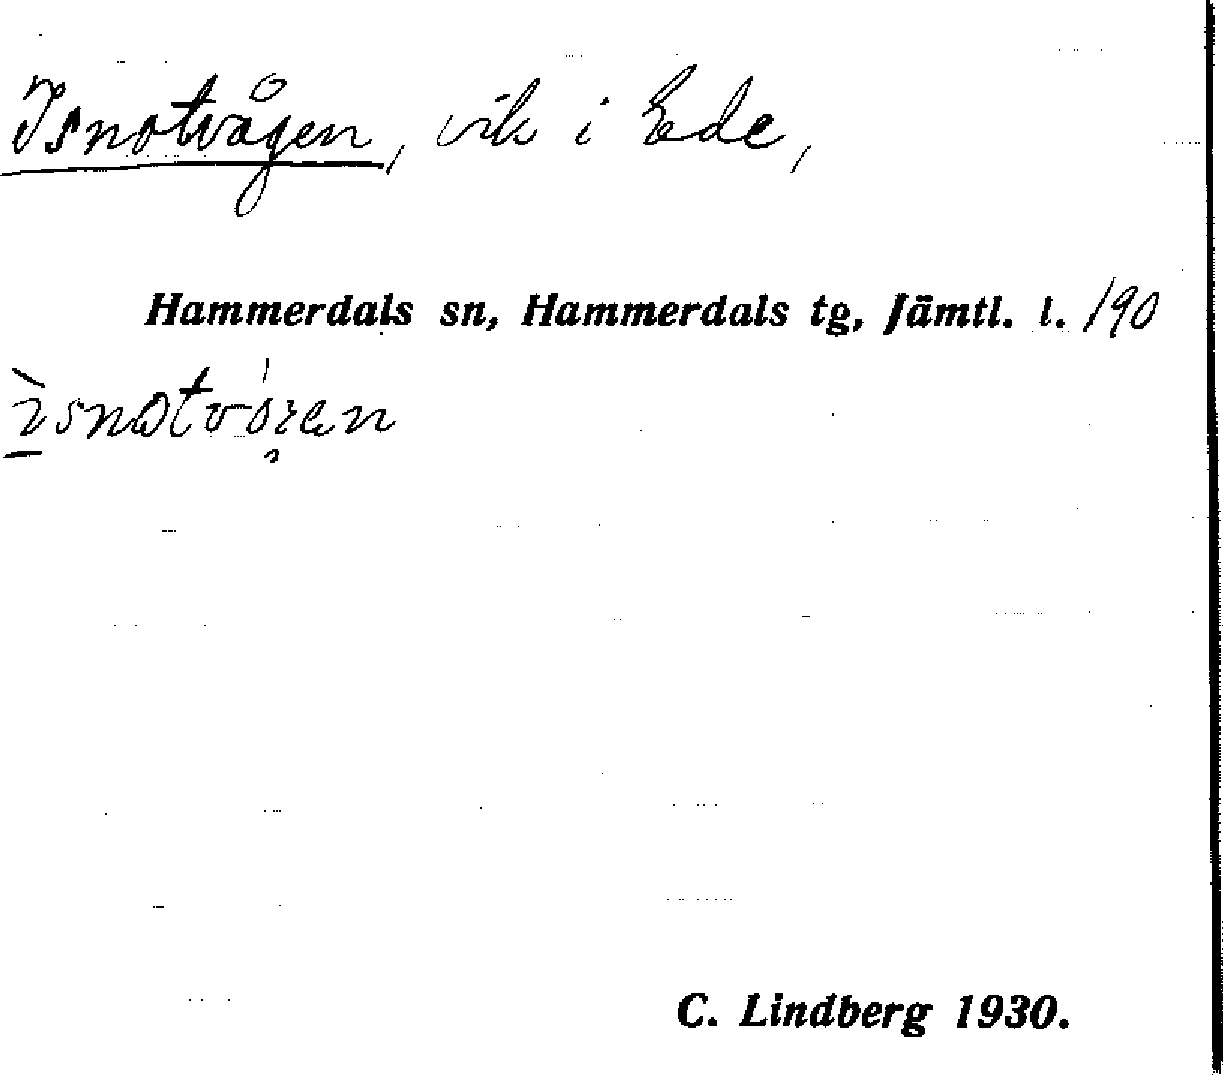 Isnotvågen, vik i Ede,
Hammerdals sn, Hammerdals tg, Jämtl. l. 190
C. Lindberg 1930.